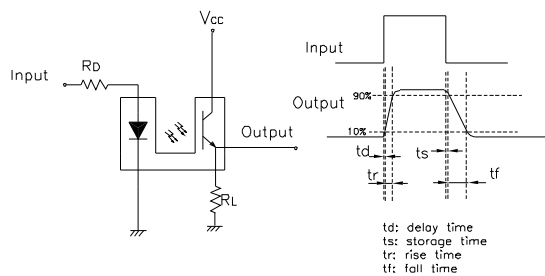 Vcc
RD
Input
Output
RL
Input
Output
90%
10%
td
ts
tr
tf
td: delay time
ts: storage time
tr: rise time
tf: fall time